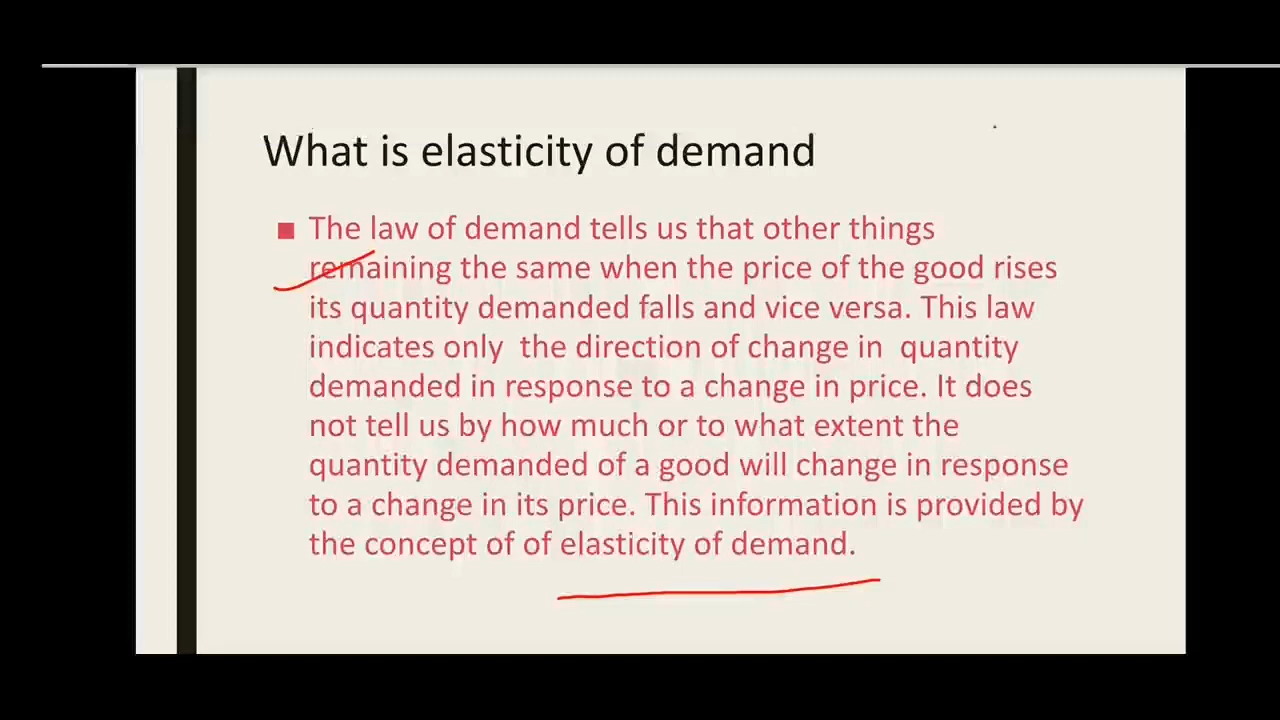 What is elasticity of demand
The law of demand tells us that other things
remaining the same when the price of the good rises
its quantity demanded falls and vice versa. This law
indicates only the direction of change in quantity
demanded in response to a change in price. It does
not tell us by how much or to what extent the
quantity demanded of a good will change in response
to a change in its price. This information is provided by
the concept of of elasticity of demand.